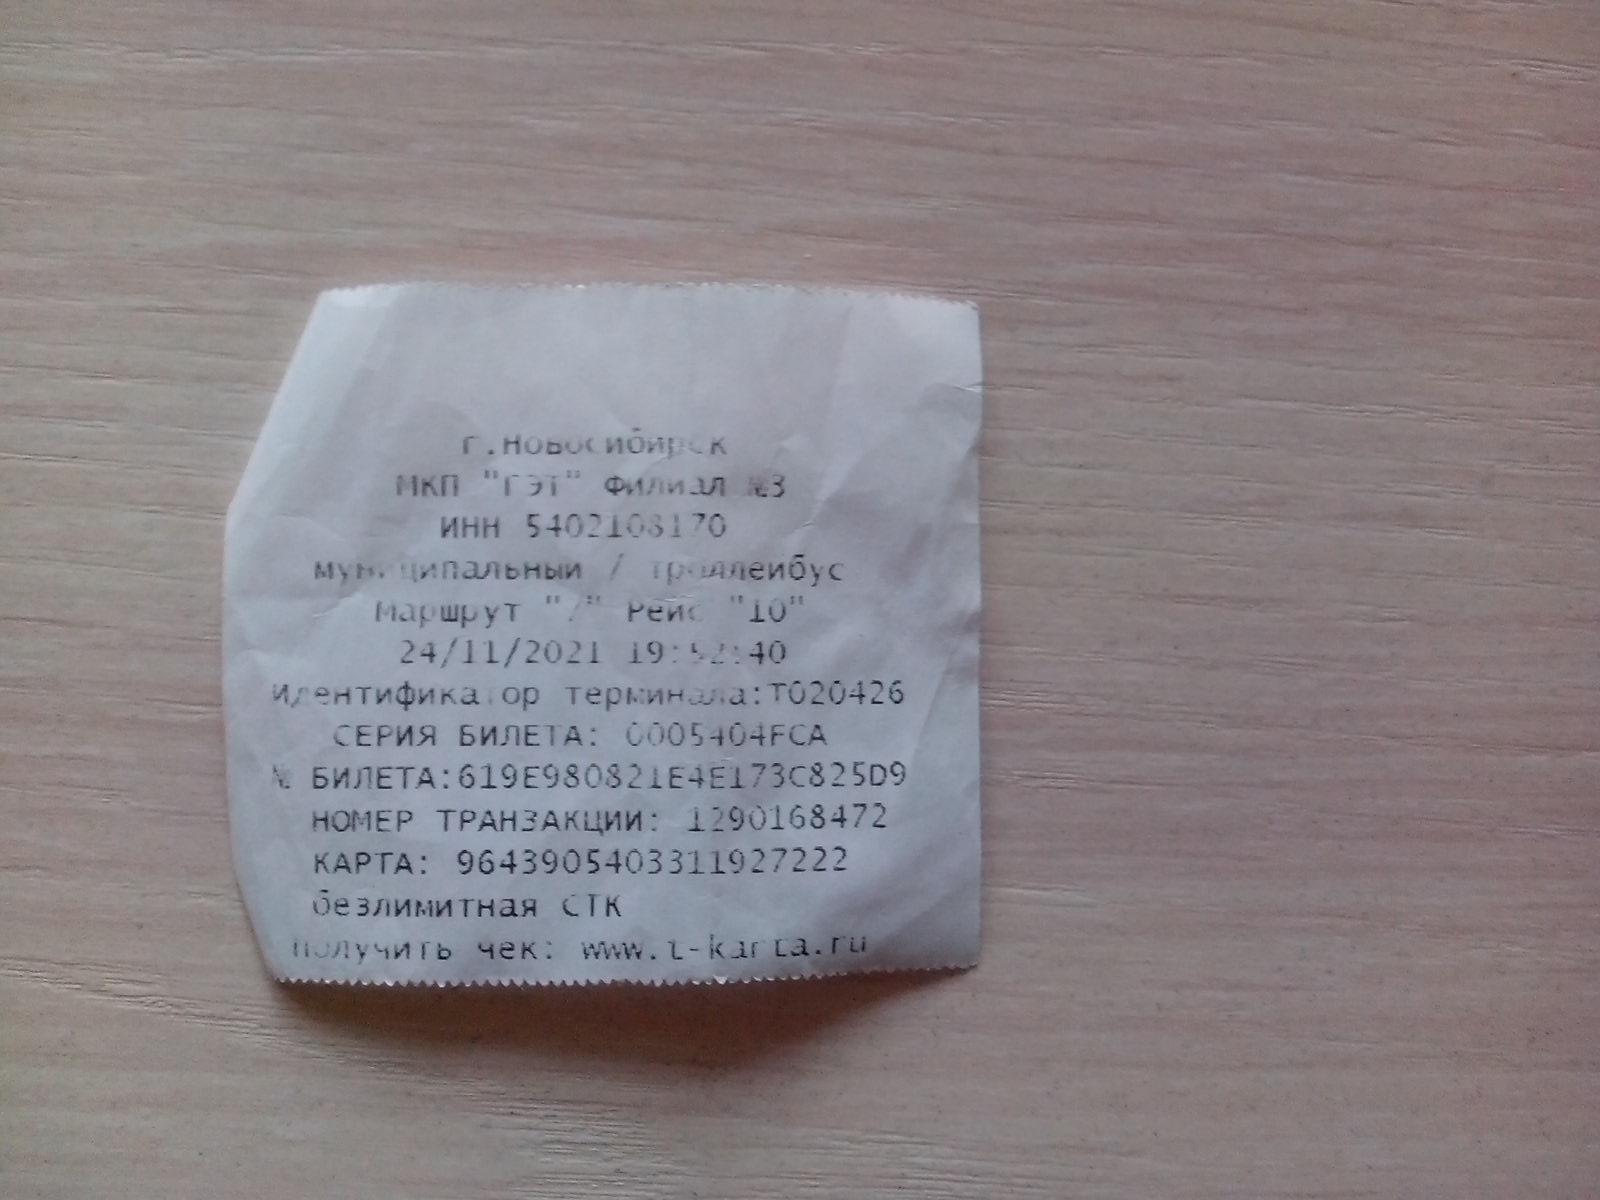 г.Новосибирск
МКП "ГЭТ" Филиал №3
ИНН 5402108170
муниципальный / троллейбус
Маршрут "7" Рейс "10"
24/11/2021 19:52:40
Идентификатор терминала:T020426
СЕРИЯ БИЛЕТА: 0005404FCA
№ БИЛЕТА:619E980821E4E173C825D9
НОМЕР ТРАНЗАКЦИИ: 1290168472
КАРТА: 9643905403311927222
безлимитная СТК
Получить чек: www.t-karta.ru